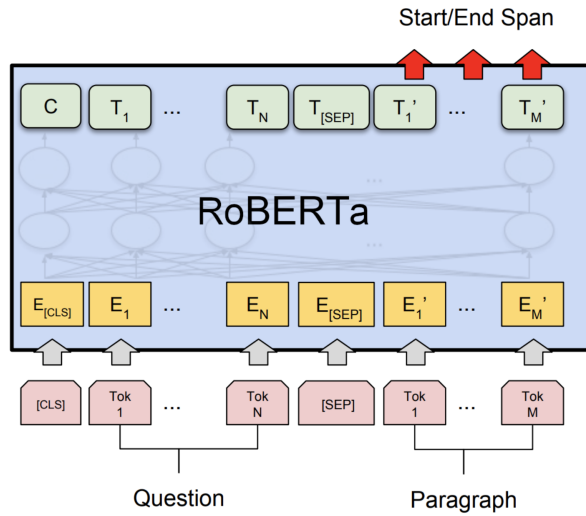 Start/End Span
C T1 ... TN T[SEP] T1' ... TM'
...
RoBERTa
...
E[CLS] E1 ... EN E[SEP] E1' ... EM'
[CLS] Tok 1 ... Tok N [SEP] Tok 1 ... Tok M
Question Paragraph